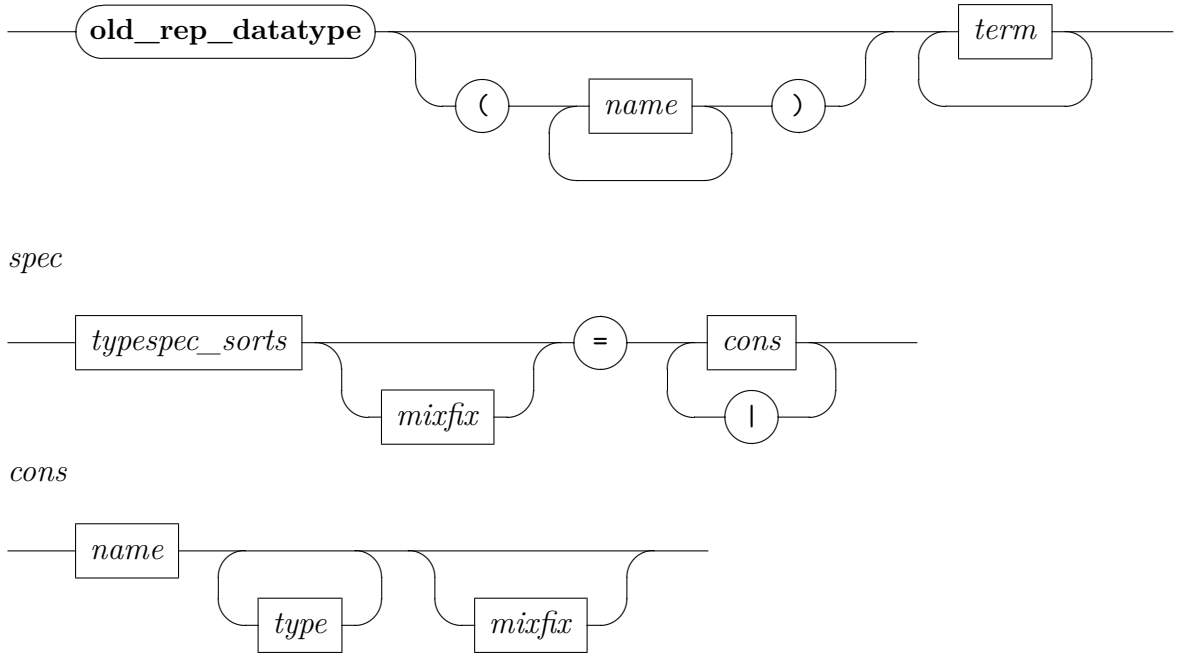 old_rep_datatype term
( name )
spec
typespec_sorts = cons
mixfix |
cons
name
type mixfix